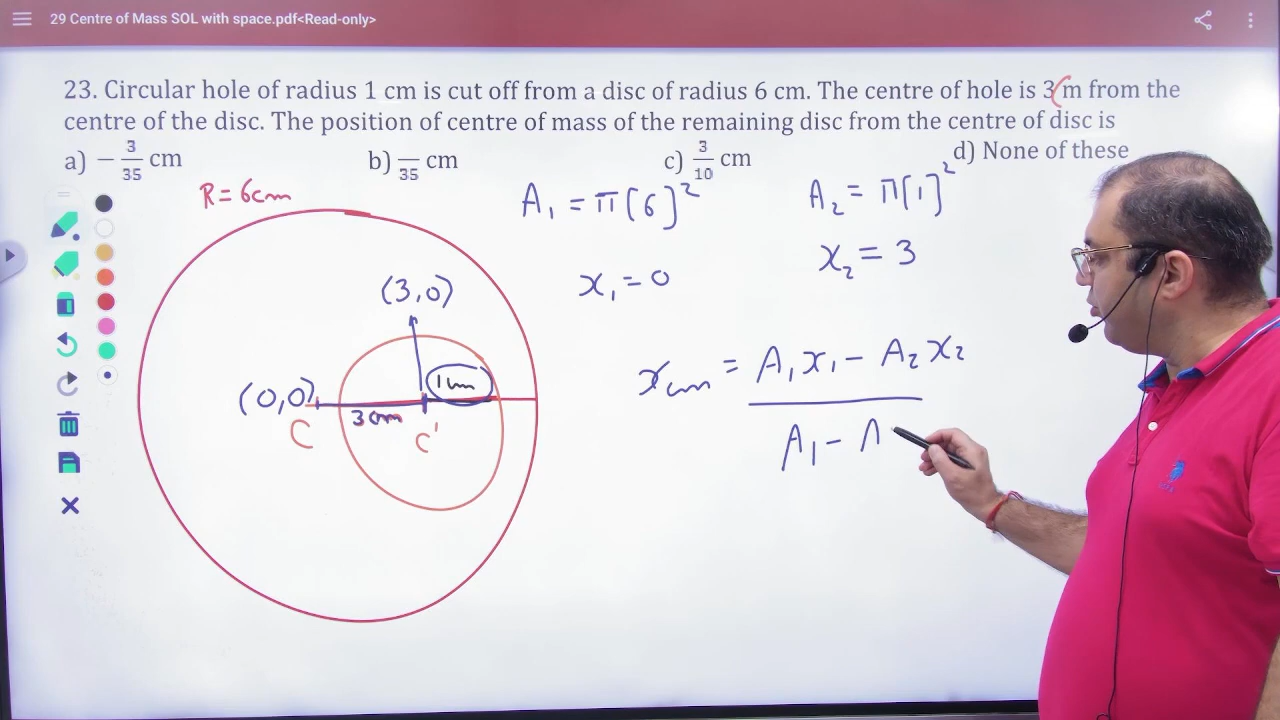 29 Centre of Mass SOL with space.pdf<Read-only>
23. Circular hole of radius 1 cm is cut off from a disc of radius 6 cm. The centre of hole is 3(m from the
centre of the disc. The position of centre of mass of the remaining disc from the centre of disc is
a) − 3/35 cm b) /35 cm c) 3/10 cm d) None of these
R = 6cm
A₁ = π[6]² A₂ = π[1]²
x₁ = 0 x₂ = 3
(3,0)
xcm = A₁x₁ − A₂x₂
A₁ − A
(0,0) 1cm
3cm
C C'